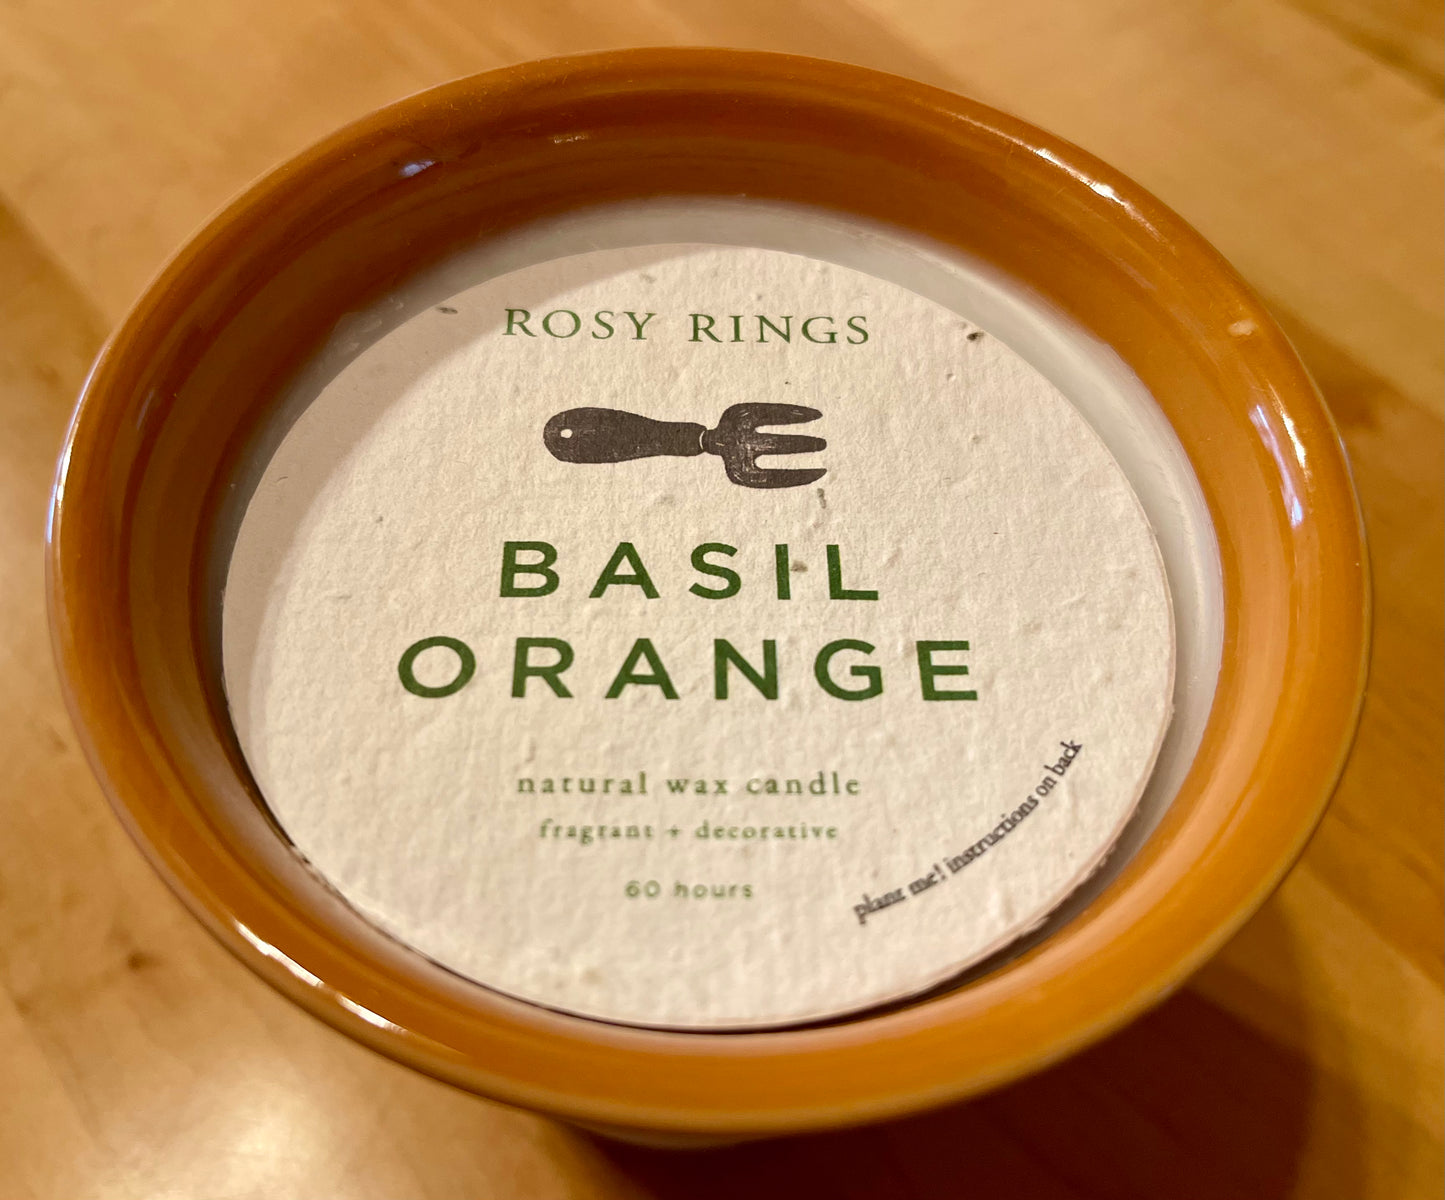 ROSY RINGS
BASIL
ORANGE
natural wax candle
fragrant + decorative
60 hours
plant me! instructions on back